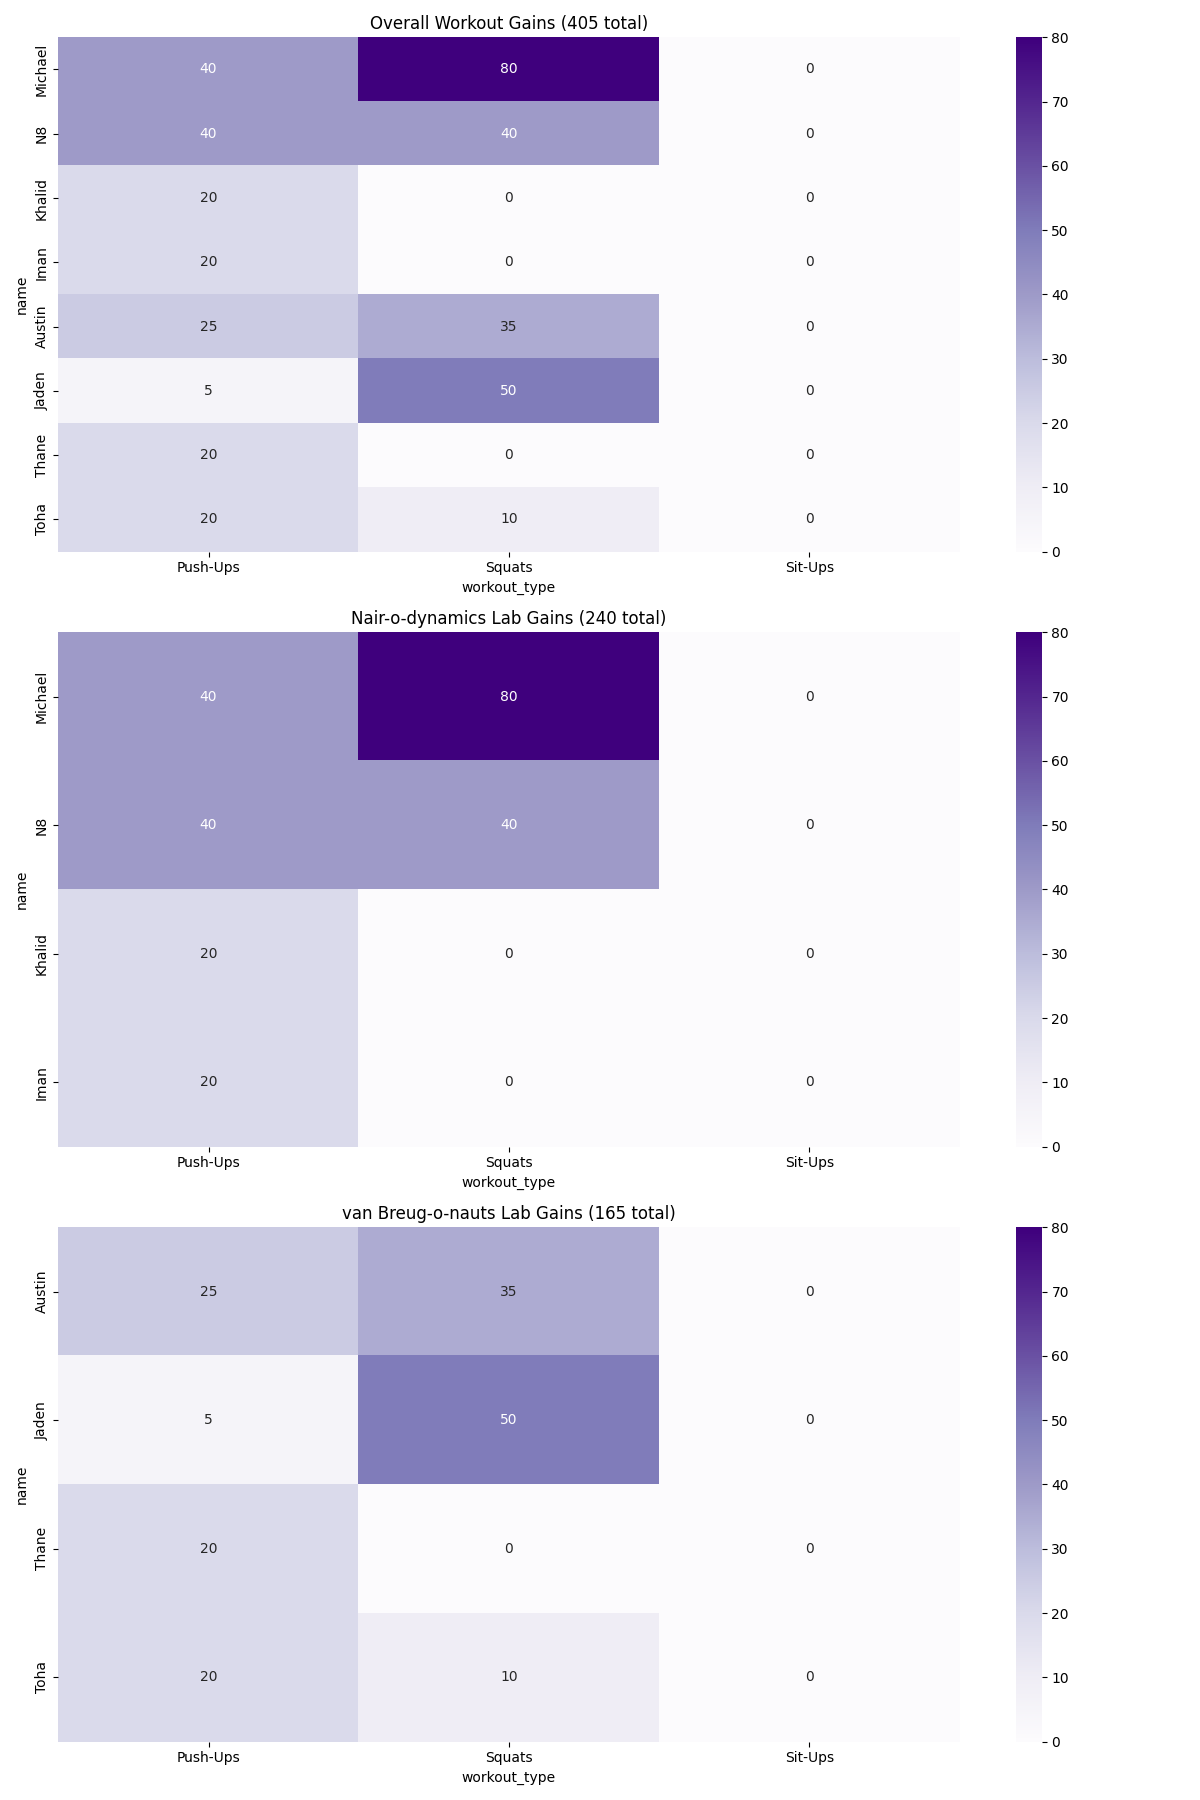 Overall Workout Gains (405 total)
name
Michael 40 80 0
N8 40 40 0
Khalid 20 0 0
Iman 20 0 0
Austin 25 35 0
Jaden 5 50 0
Thane 20 0 0
Toha 20 10 0
Push-Ups Squats Sit-Ups
workout_type
80
70
60
50
40
30
20
10
0
Nair-o-dynamics Lab Gains (240 total)
name
Michael 40 80 0
N8 40 40 0
Khalid 20 0 0
Iman 20 0 0
Push-Ups Squats Sit-Ups
workout_type
80
70
60
50
40
30
20
10
0
van Breug-o-nauts Lab Gains (165 total)
name
Austin 25 35 0
Jaden 5 50 0
Thane 20 0 0
Toha 20 10 0
Push-Ups Squats Sit-Ups
workout_type
80
70
60
50
40
30
20
10
0